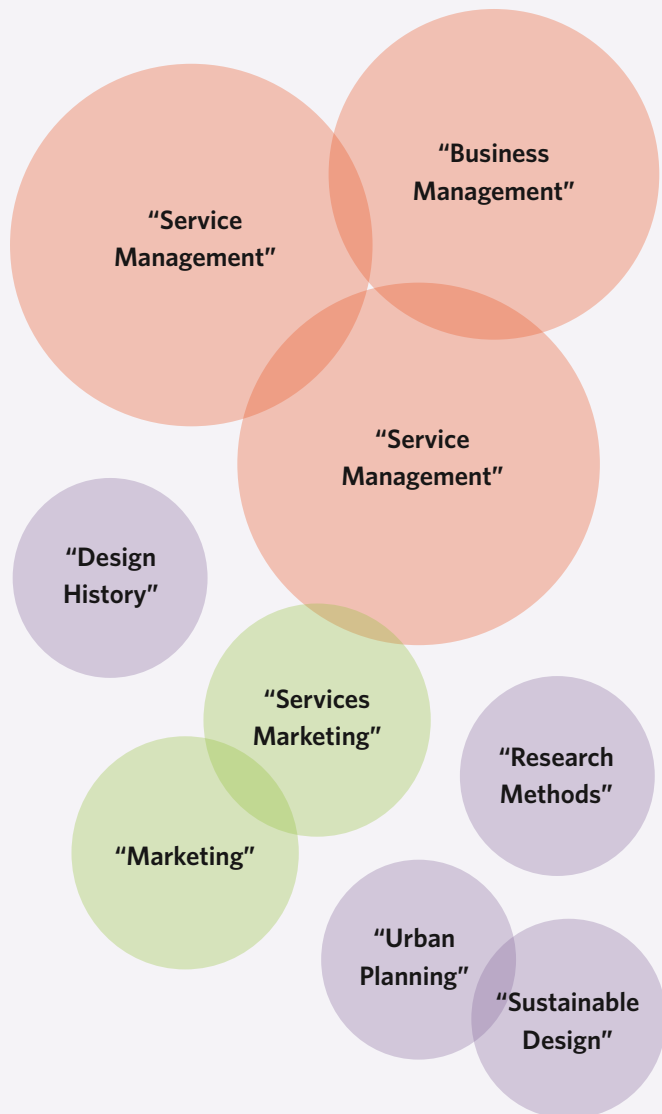 “Business
Management”
“Service
Management”
“Service
Management”
“Design
History”
“Services
Marketing”
“Research
Methods”
“Marketing”
“Urban
Planning”
“Sustainable
Design”